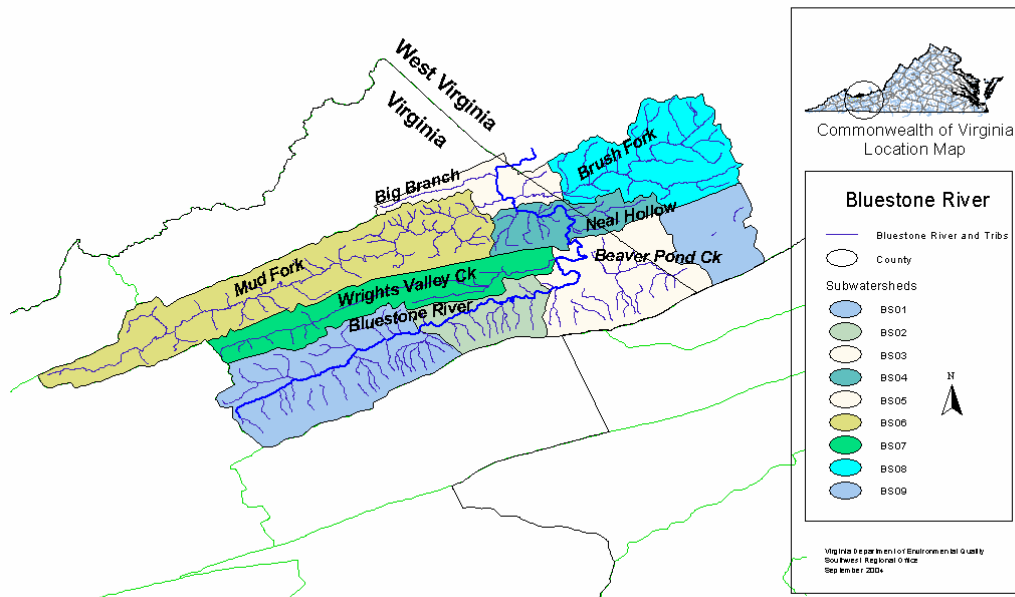 West Virginia
Virginia
Big Branch
Brush Fork
Neal Hollow
Mud Fork
Beaver Pond Ck
Wrights Valley Ck
Bluestone River
Commonwealth of Virginia
Location Map
Bluestone River
Bluestone River and Tribs
County
Subwatersheds
BS01
BS02
BS03
BS04
BS05
BS06
BS07
BS08
BS09
N
Virginia Department of Environmental Quality
Southwest Regional Office
September 2004